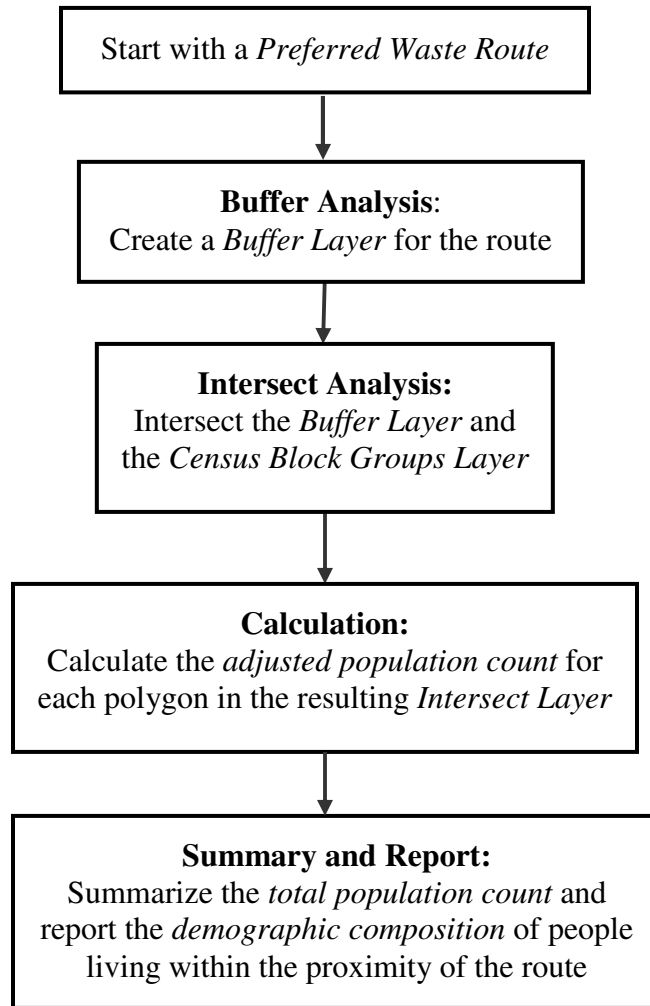 Start with a Preferred Waste Route
Buffer Analysis:
Create a Buffer Layer for the route
Intersect Analysis:
Intersect the Buffer Layer and
the Census Block Groups Layer
Calculation:
Calculate the adjusted population count for
each polygon in the resulting Intersect Layer
Summary and Report:
Summarize the total population count and
report the demographic composition of people
living within the proximity of the route